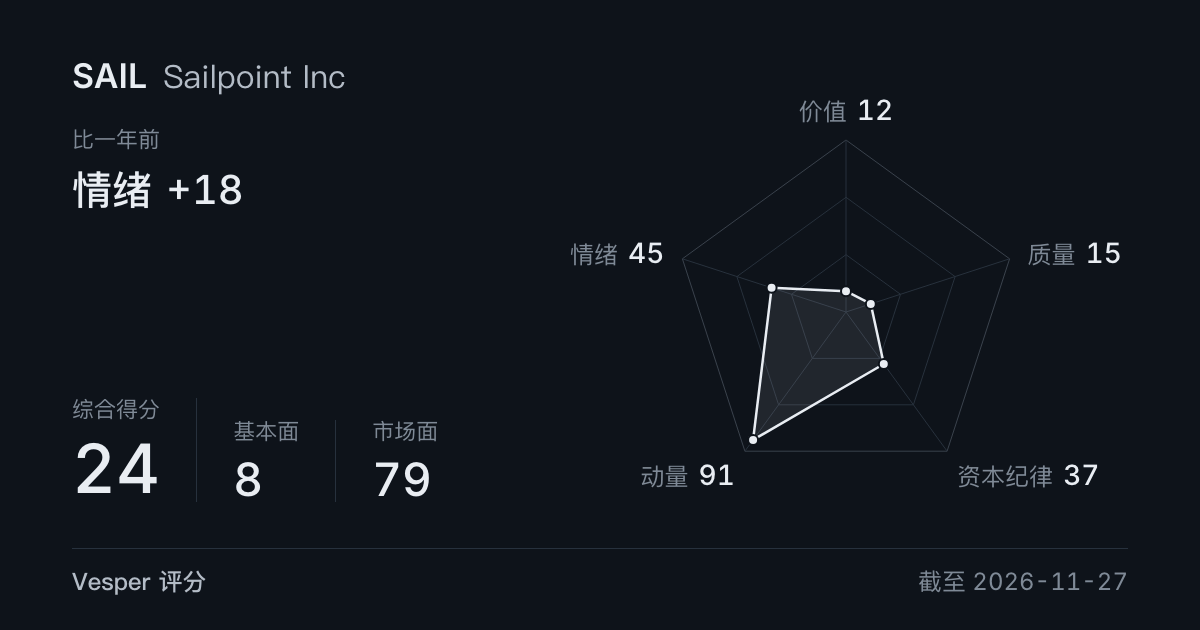 SAIL Sailpoint Inc
比一年前
情绪 +18
价值 12
情绪 45
质量 15
动量 91
资本纪律 37
综合得分
24
基本面
8
市场面
79
Vesper 评分
截至 2026-11-27